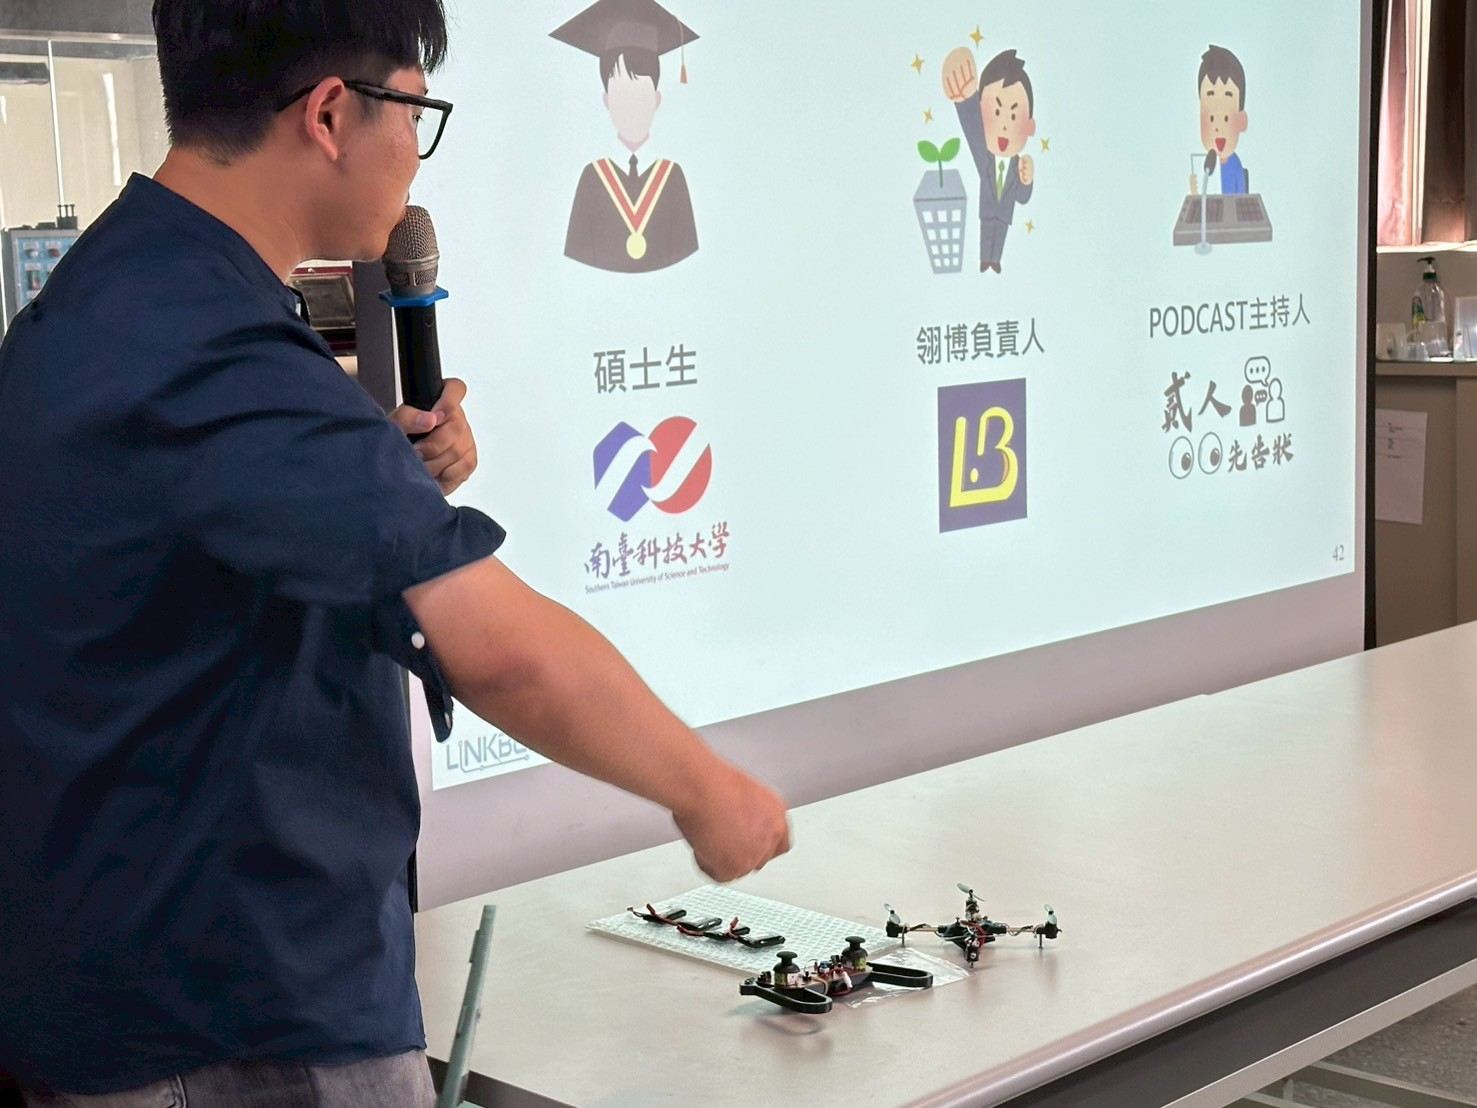 碩士生
南臺科技大學
Southern Taiwan University of Science and Technology
翎博負責人
LB
PODCAST主持人
貳人
先告狀
42